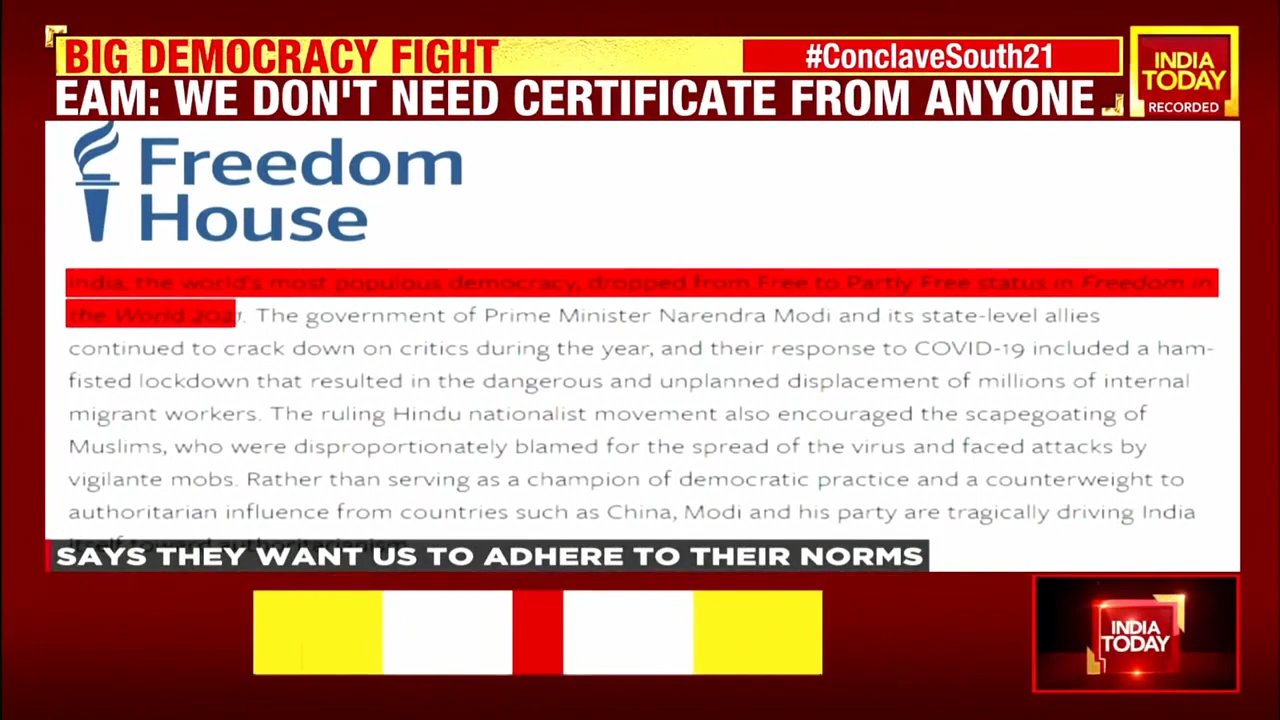 BIG DEMOCRACY FIGHT
#ConclaveSouth21
INDIA
TODAY
RECORDED
EAM: WE DON'T NEED CERTIFICATE FROM ANYONE
Freedom
House
India, the world's most populous democracy, dropped from Free to Partly Free status in Freedom in
the World 2021. The government of Prime Minister Narendra Modi and its state-level allies
continued to crack down on critics during the year, and their response to COVID-19 included a ham-
fisted lockdown that resulted in the dangerous and unplanned displacement of millions of internal
migrant workers. The ruling Hindu nationalist movement also encouraged the scapegoating of
Muslims, who were disproportionately blamed for the spread of the virus and faced attacks by
vigilante mobs. Rather than serving as a champion of democratic practice and a counterweight to
authoritarian influence from countries such as China, Modi and his party are tragically driving India
itself toward authoritarianism.
SAYS THEY WANT US TO ADHERE TO THEIR NORMS
INDIA
TODAY